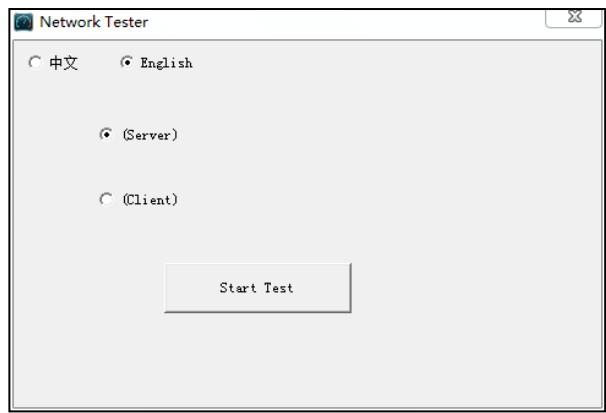 Network Tester
中文 English
(Server)
(Client)
Start Test